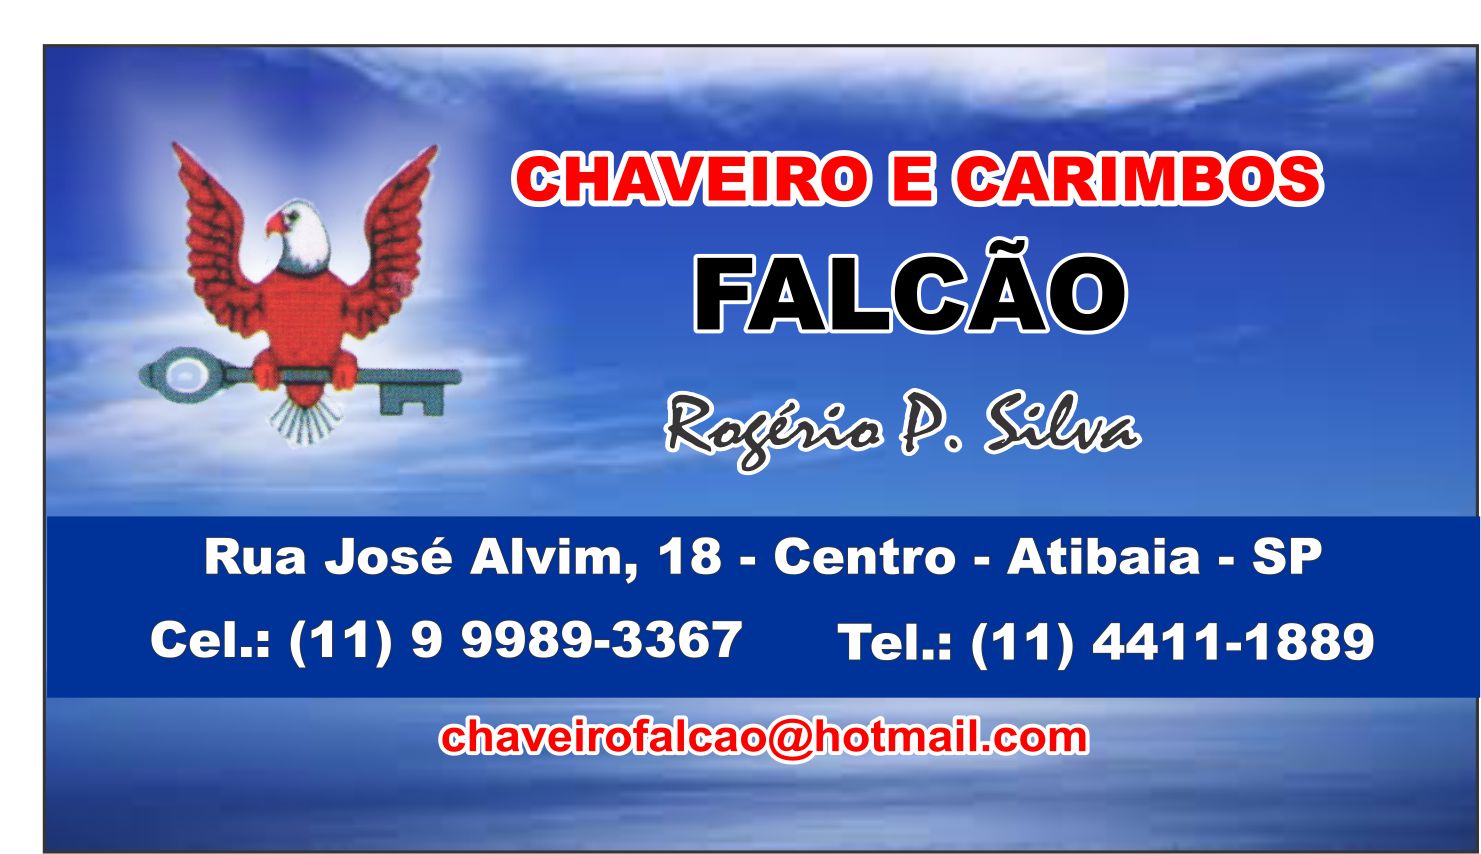 CHAVEIRO E CARIMBOS
FALCÃO
Rogério P. Silva
Rua José Alvim, 18 - Centro - Atibaia - SP
Cel.: (11) 9 9989-3367 Tel.: (11) 4411-1889
chaveirofalcao@hotmail.com